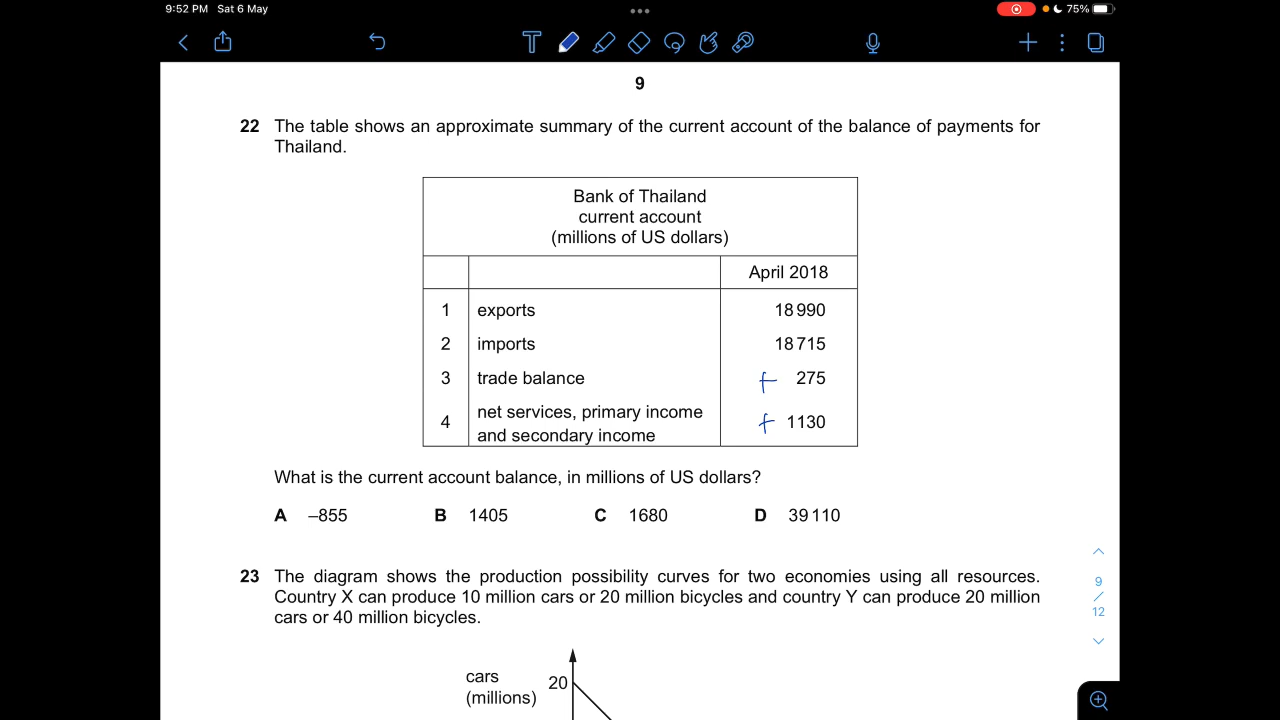 9:52 PM Sat 6 May
75%
T
9
22 The table shows an approximate summary of the current account of the balance of payments for
Thailand.
Bank of Thailand
current account
(millions of US dollars)
April 2018
1 exports 18 990
2 imports 18 715
3 trade balance + 275
4 net services, primary income
and secondary income + 1130
What is the current account balance, in millions of US dollars?
A –855 B 1405 C 1680 D 39 110
23 The diagram shows the production possibility curves for two economies using all resources.
Country X can produce 10 million cars or 20 million bicycles and country Y can produce 20 million
cars or 40 million bicycles.
cars
(millions)
20
9
/
12